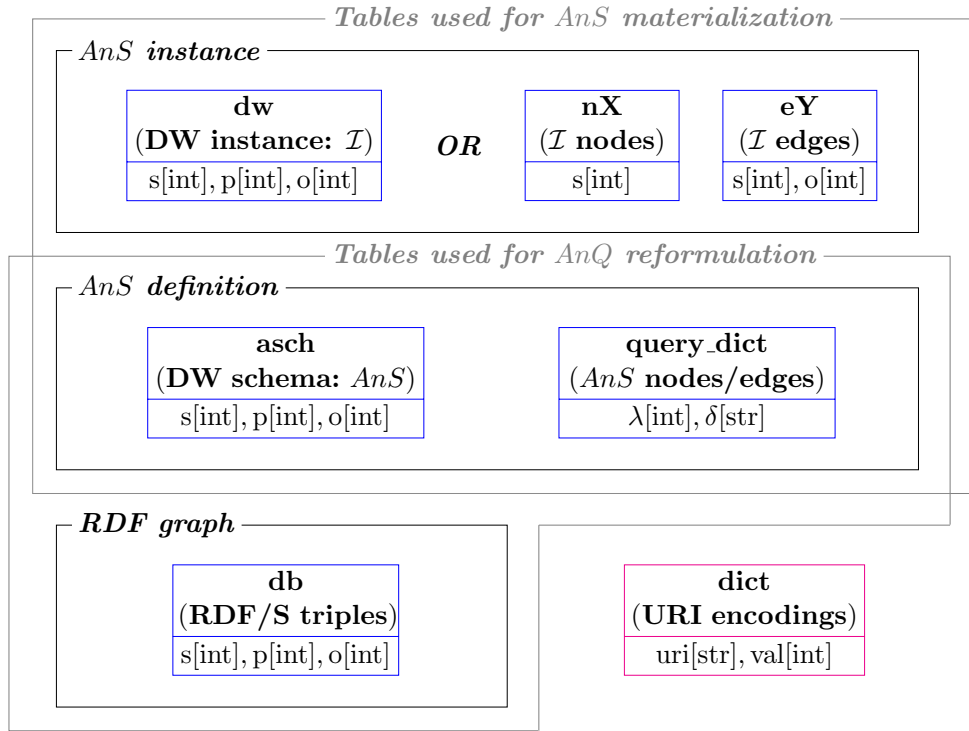 Tables used for AnS materialization
AnS instance
dw
(DW instance: ℐ)
s[int], p[int], o[int]
OR
nX
(ℐ nodes)
s[int]
eY
(ℐ edges)
s[int], o[int]
Tables used for AnQ reformulation
AnS definition
asch
(DW schema: AnS)
s[int], p[int], o[int]
query_dict
(AnS nodes/edges)
λ[int], δ[str]
RDF graph
db
(RDF/S triples)
s[int], p[int], o[int]
dict
(URI encodings)
uri[str], val[int]